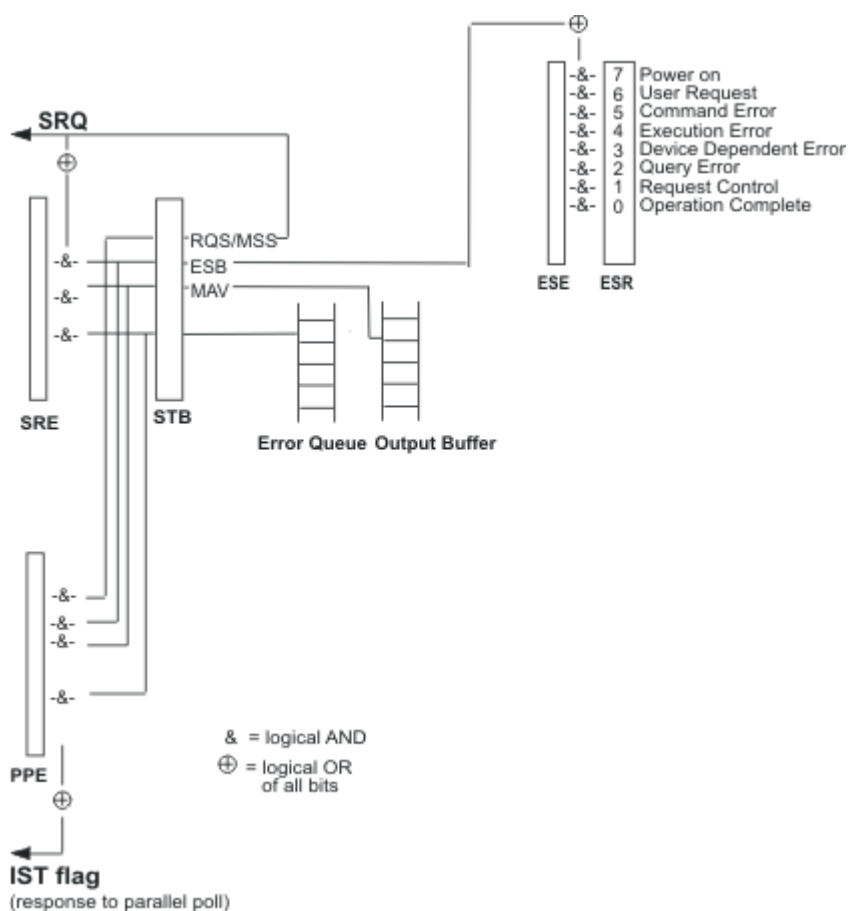 -&- 7 Power on
-&- 6 User Request
-&- 5 Command Error
-&- 4 Execution Error
-&- 3 Device Dependent Error
-&- 2 Query Error
-&- 1 Request Control
-&- 0 Operation Complete
ESE ESR
SRQ
RQS/MSS
-&- ESB
-&- MAV
-&-
SRE STB
Error Queue Output Buffer
-&-
-&-
-&-
-&-
PPE
& = logical AND
⊕ = logical OR
of all bits
IST flag
(response to parallel poll)